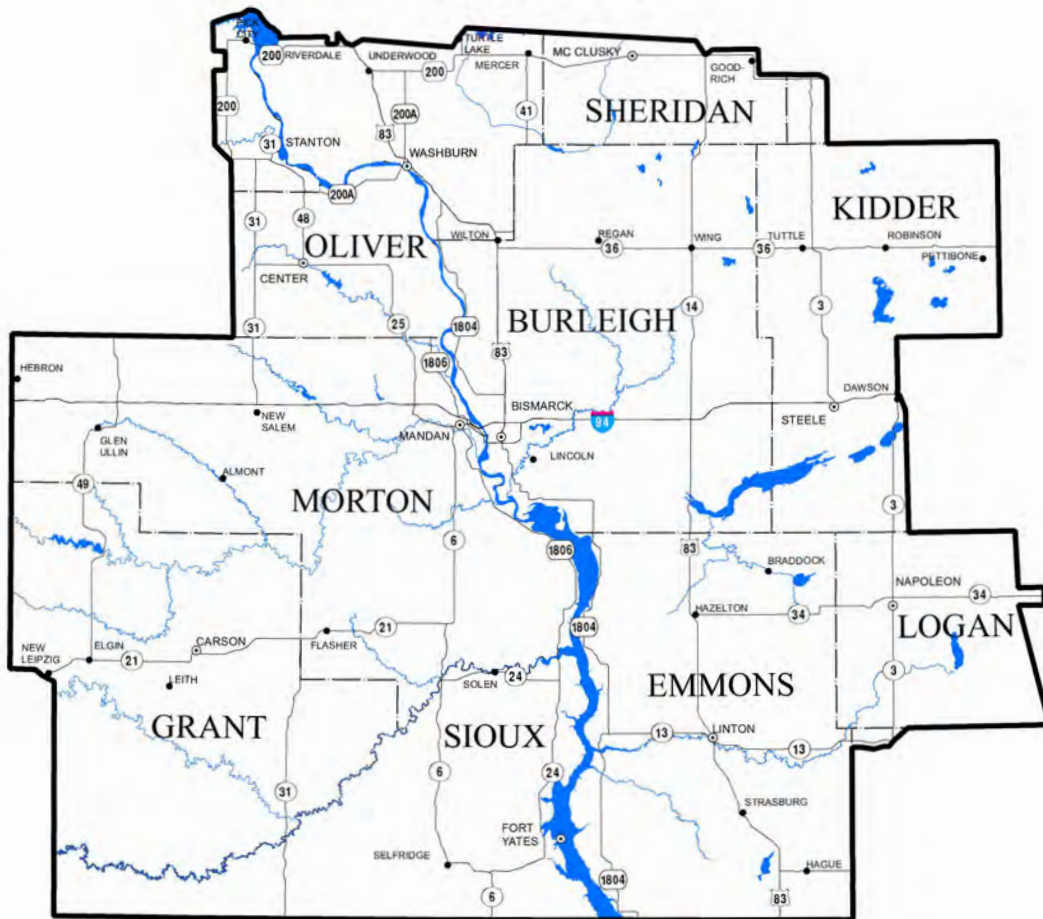 PICK
CITY
200
RIVERDALE
UNDERWOOD
TURTLE
LAKE
200
MERCER
MC CLUSKY
GOOD-
RICH
SHERIDAN
200
200A
41
83
31
STANTON
WASHBURN
200A
KIDDER
31
48
OLIVER
WILTON
REGAN
36
WING
36
TUTTLE
ROBINSON
PETTIBONE
CENTER
14
3
31
25
1804
BURLEIGH
1806
83
HEBRON
DAWSON
NEW
SALEM
BISMARCK
94
STEELE
MANDAN
GLEN
ULLIN
LINCOLN
ALMONT
49
MORTON
3
6
1806
83
BRADDOCK
NAPOLEON
34
HAZELTON
34
LOGAN
1804
21
FLASHER
CARSON
NEW
LEIPZIG
ELGIN
21
SOLEN
24
3
LEITH
EMMONS
GRANT
SIOUX
13
LINTON
13
6
24
31
STRASBURG
FORT
YATES
SELFRIDGE
HAGUE
1804
6
83